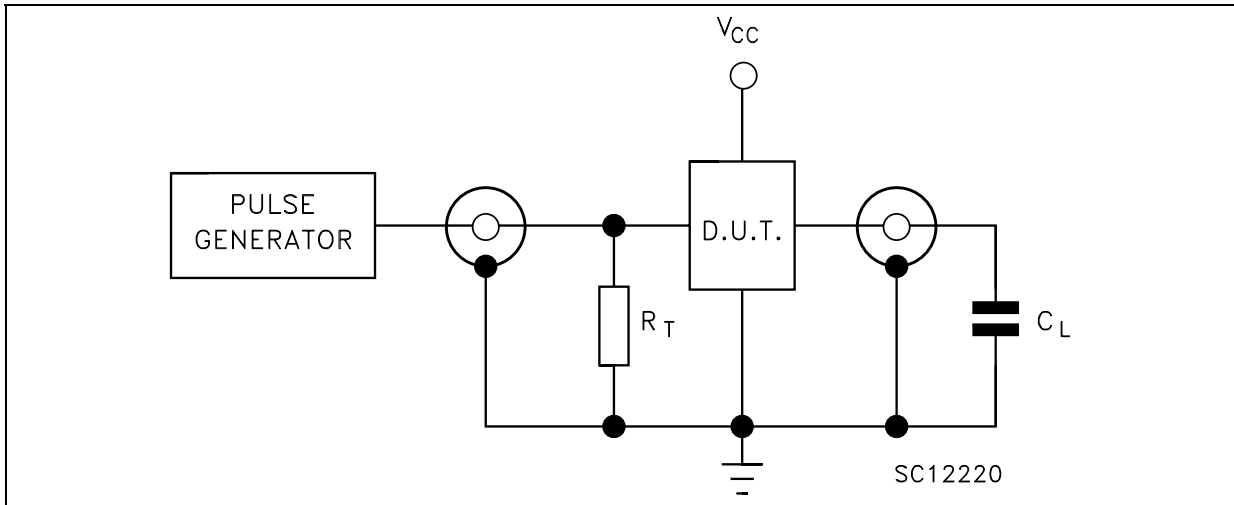 VCC
PULSE
GENERATOR
D.U.T.
RT
CL
SC12220